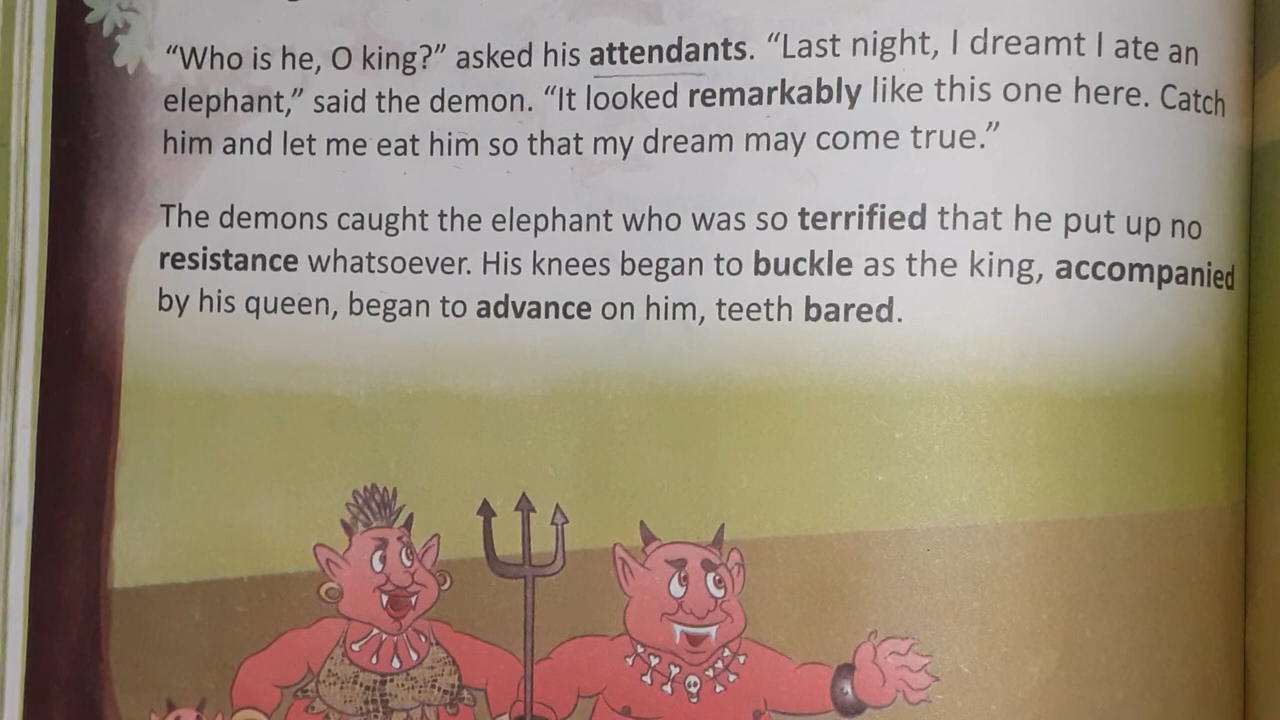 “Who is he, O king?” asked his attendants. “Last night, I dreamt I ate an
elephant,” said the demon. “It looked remarkably like this one here. Catch
him and let me eat him so that my dream may come true.”
The demons caught the elephant who was so terrified that he put up no
resistance whatsoever. His knees began to buckle as the king, accompanied
by his queen, began to advance on him, teeth bared.